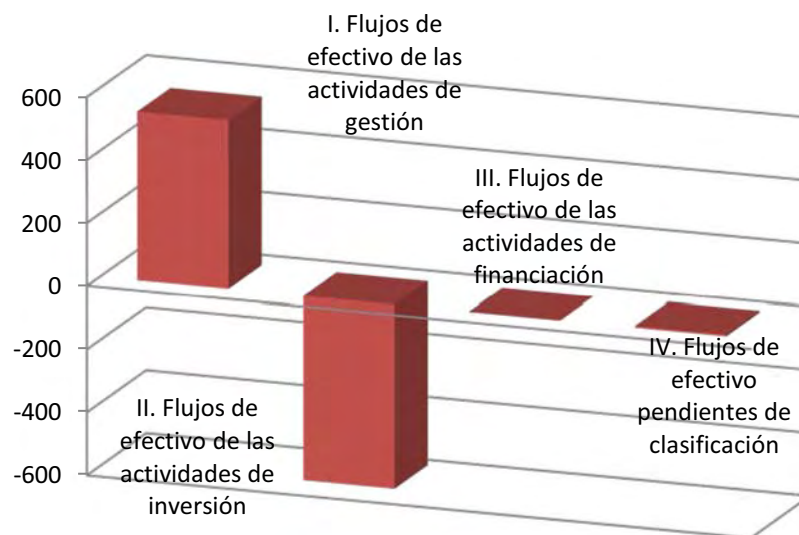 I. Flujos de
efectivo de las
actividades de
gestión
600
400
200
0
-200
-400
-600
III. Flujos de
efectivo de las
actividades de
financiación
II. Flujos de
efectivo de las
actividades de
inversión
IV. Flujos de
efectivo
pendientes de
clasificación